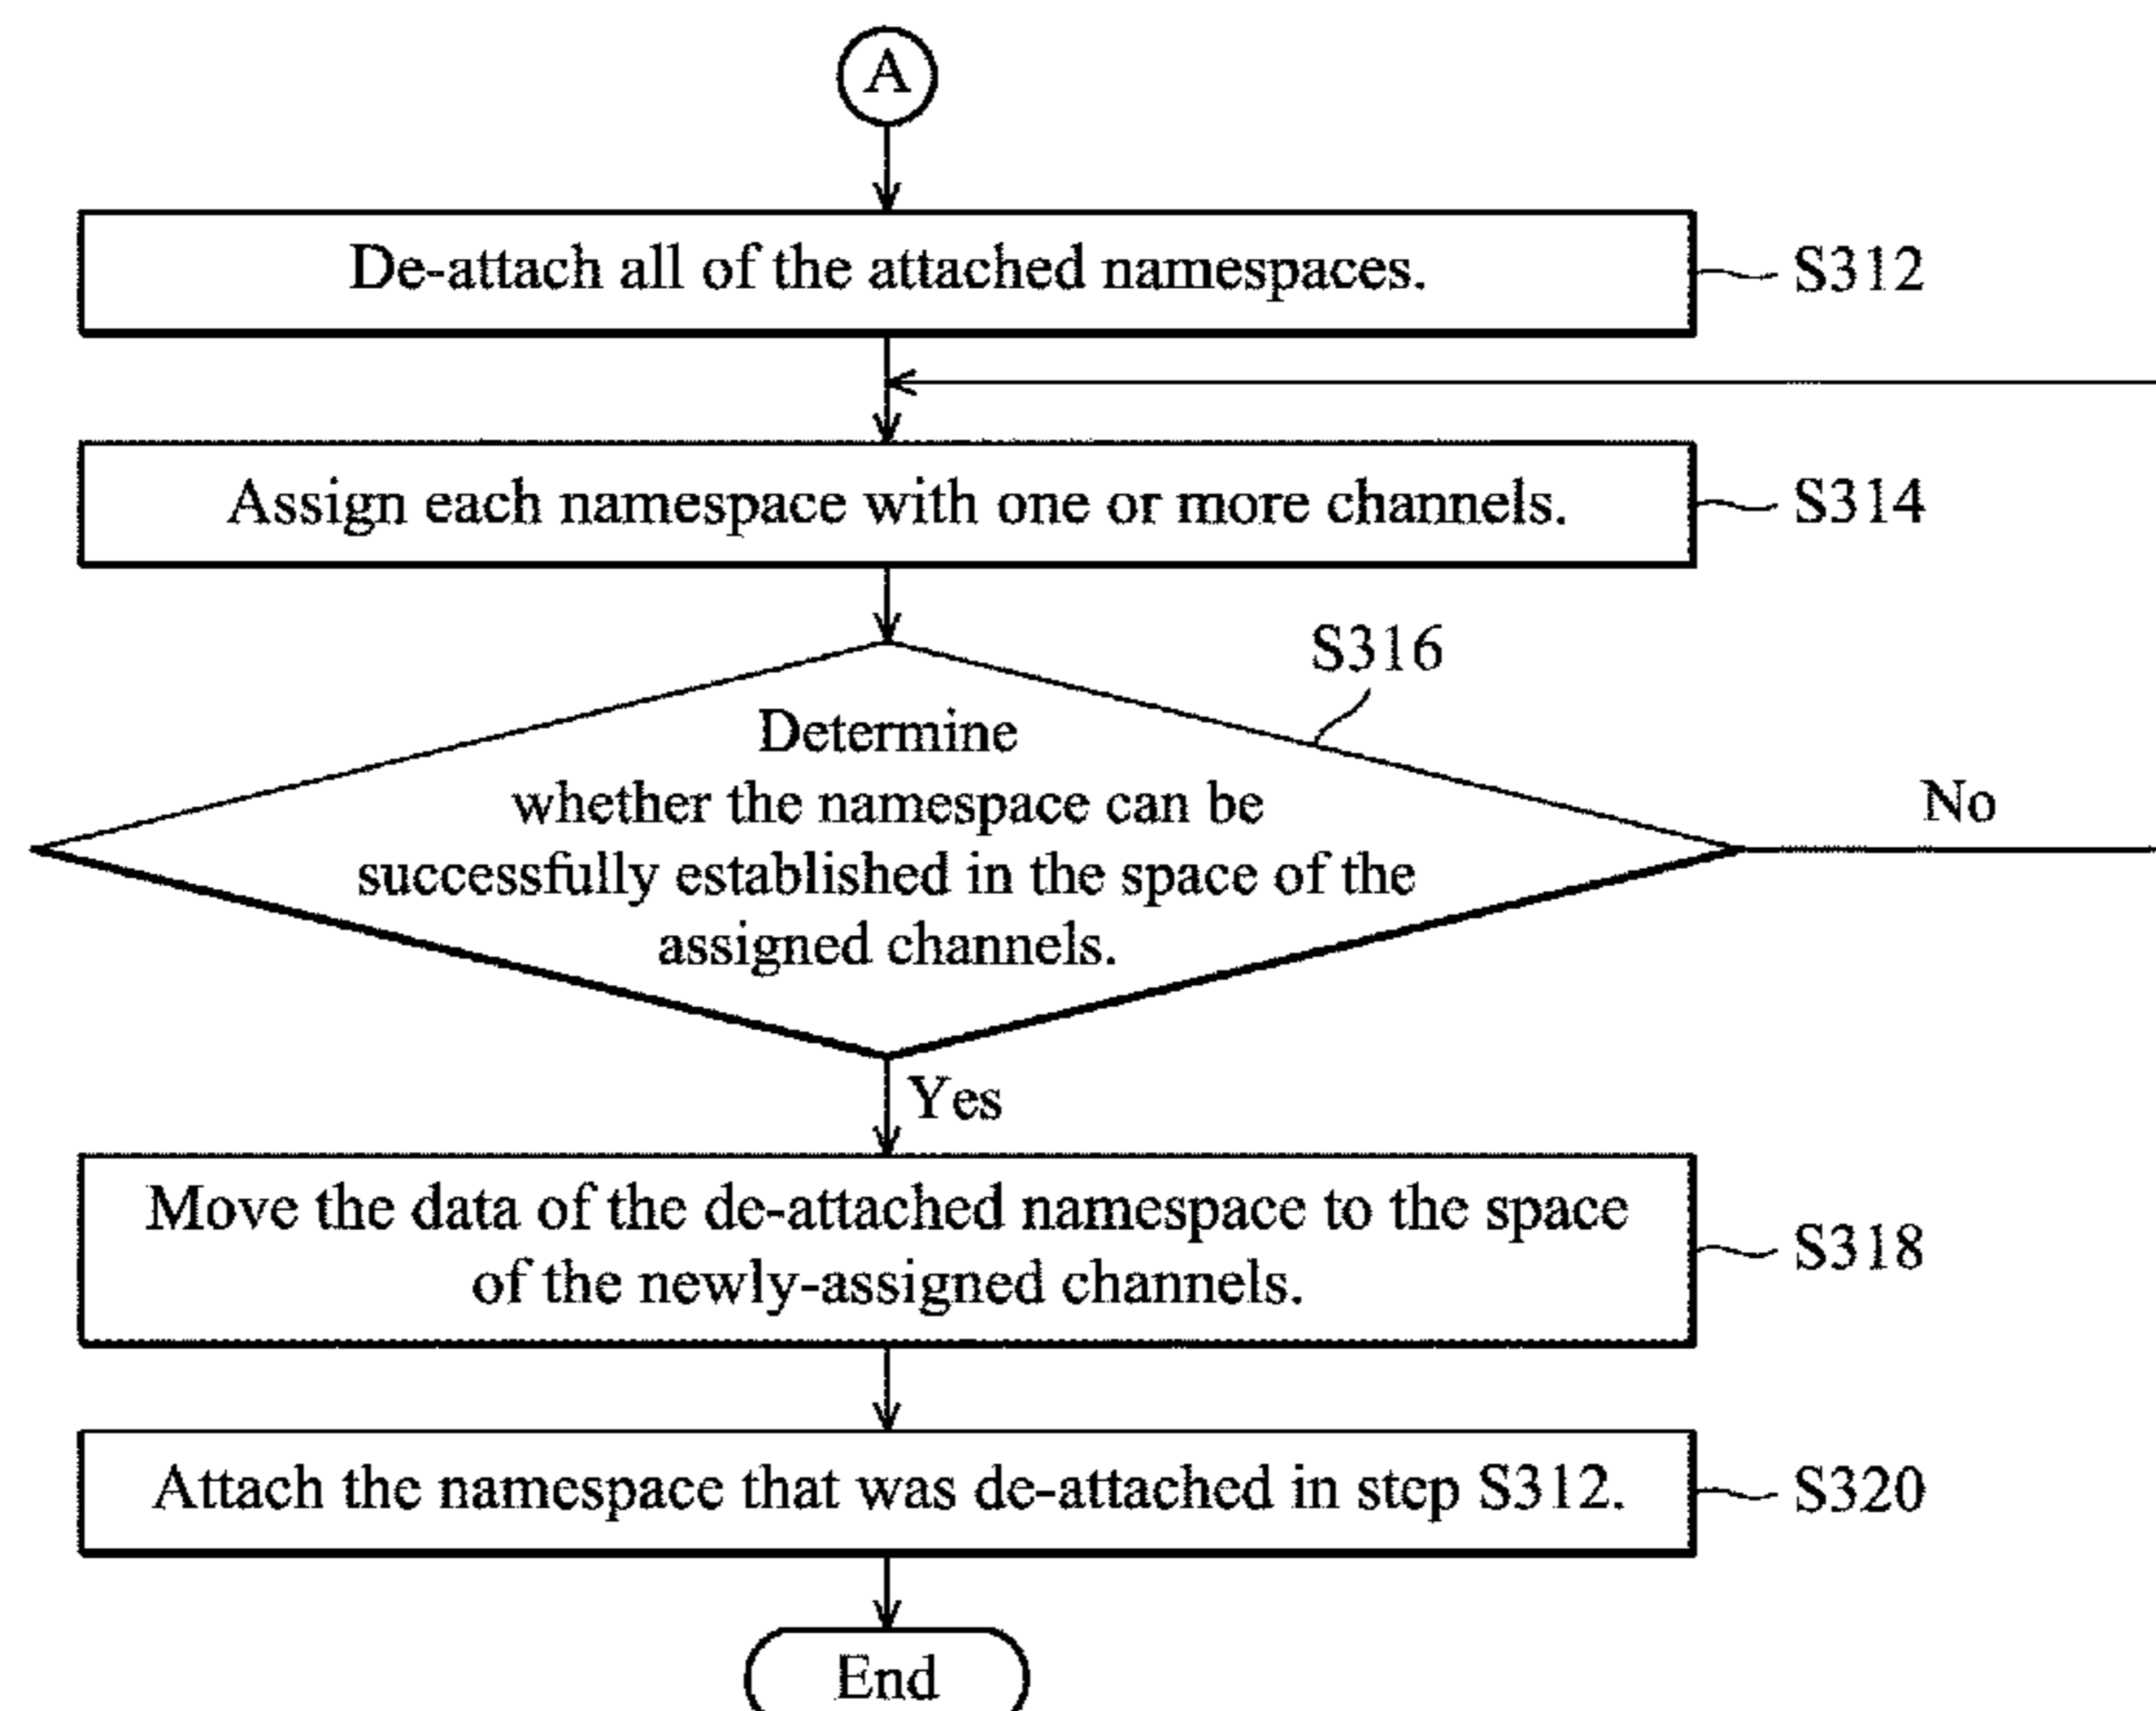 A
De-attach all of the attached namespaces.
S312
Assign each namespace with one or more channels.
S314
S316
Determine
whether the namespace can be
successfully established in the space of the
assigned channels.
No
Yes
Move the data of the de-attached namespace to the space
of the newly-assigned channels.
S318
Attach the namespace that was de-attached in step S312.
S320
End